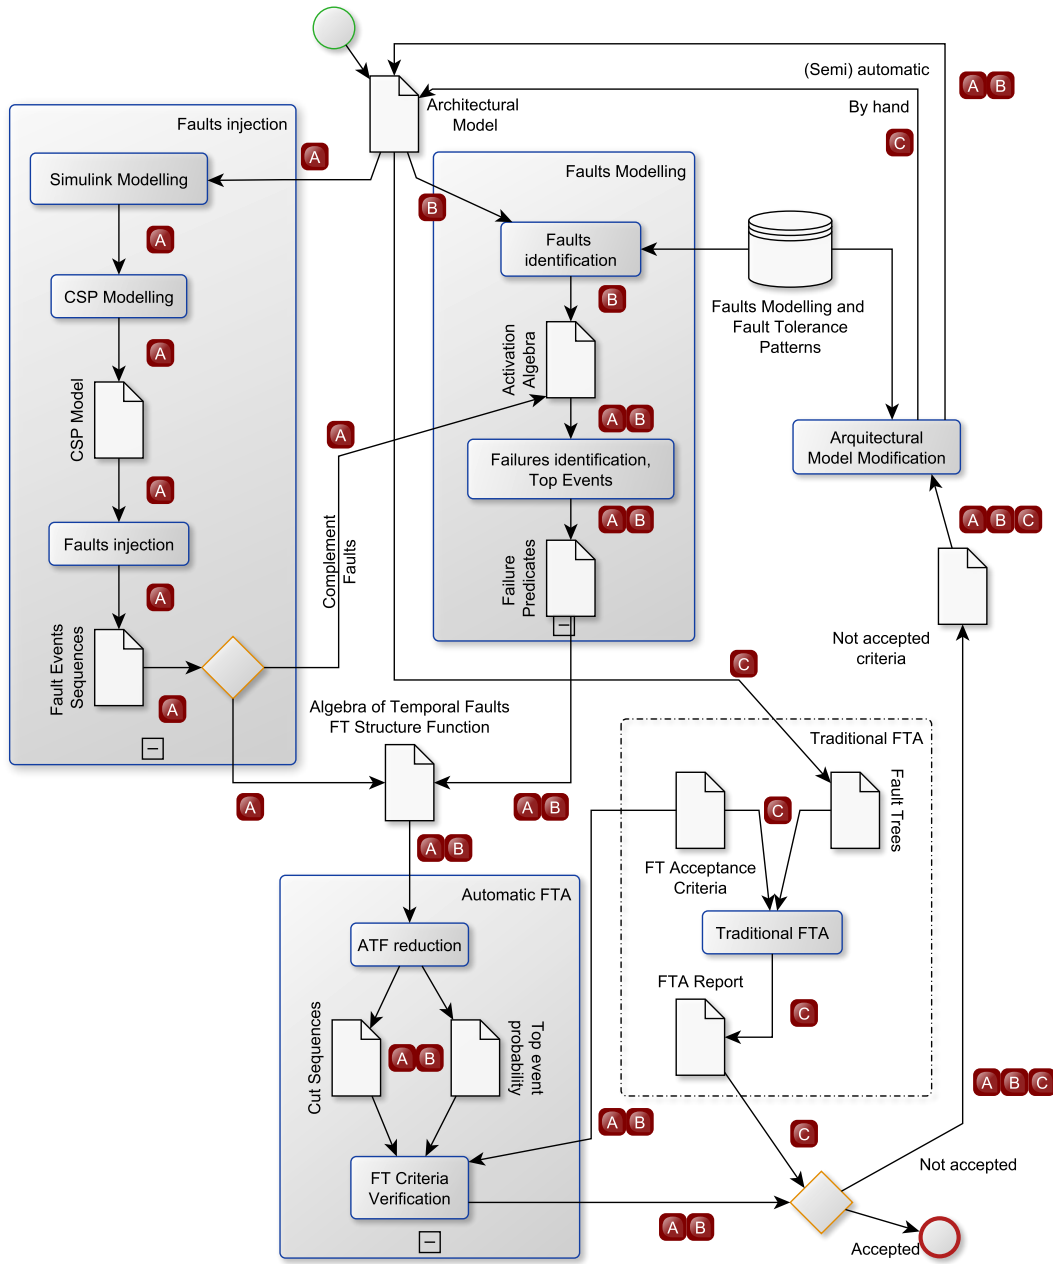 (Semi) automatic
A B
By hand
C
Architectural
Model
Faults injection
A
Simulink Modelling
A
CSP Modelling
A
CSP Model
A
Faults injection
A
Fault Events
Sequences
A
A
Complement
Faults
A
Faults Modelling
B
Faults
identification
B
Activation
Algebra
A B
Failures identification,
Top Events
A B
Failure
Predicates
Faults Modelling and
Fault Tolerance
Patterns
Arquitectural
Model Modification
A B C
Not accepted
criteria
C
Algebra of Temporal Faults
FT Structure Function
A B
A B
Traditional FTA
Fault Trees
C
FT Acceptance
Criteria
Traditional FTA
FTA Report
C
Automatic FTA
ATF reduction
Cut Sequences
A B
Top event
probability
A B
FT Criteria
Verification
A B
C
A B C
Not accepted
Accepted